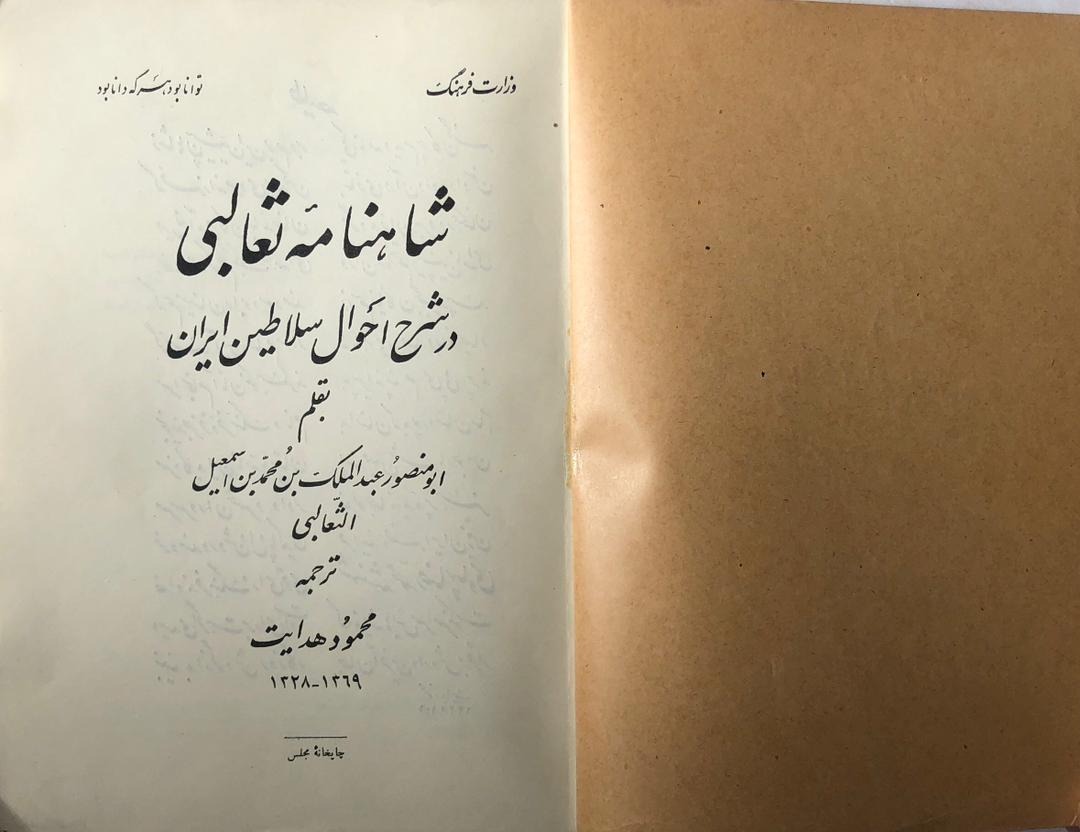 وزارت فرهنگ
توانا بود هر که دانا بود
شاهنامهٔ ثعالبی
در شرح احوال سلاطین ایران
بقلم
ابو منصور عبدالملک بن محمد بن اسمعیل
الثعالبی
ترجمه
محمود هدایت
۱۳۶۹-۱۳۲۸
چاپخانهٔ مجلس